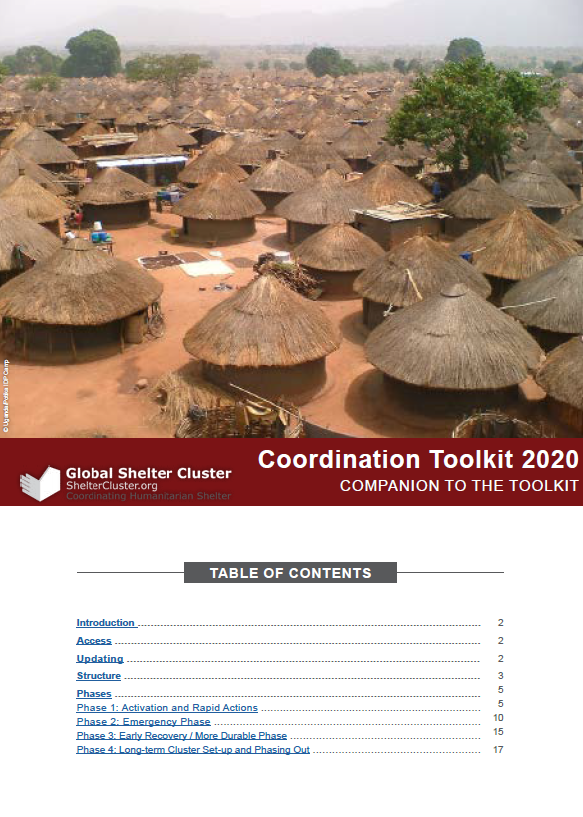 © Uganda/Potika IDP Camp
Coordination Toolkit 2020
COMPANION TO THE TOOLKIT
Global Shelter Cluster
ShelterCluster.org
Coordinating Humanitarian Shelter
TABLE OF CONTENTS
Introduction 2
Access 2
Updating 2
Structure 3
Phases 5
Phase 1: Activation and Rapid Actions 5
Phase 2: Emergency Phase 10
Phase 3: Early Recovery / More Durable Phase 15
Phase 4: Long-term Cluster Set-up and Phasing Out 17